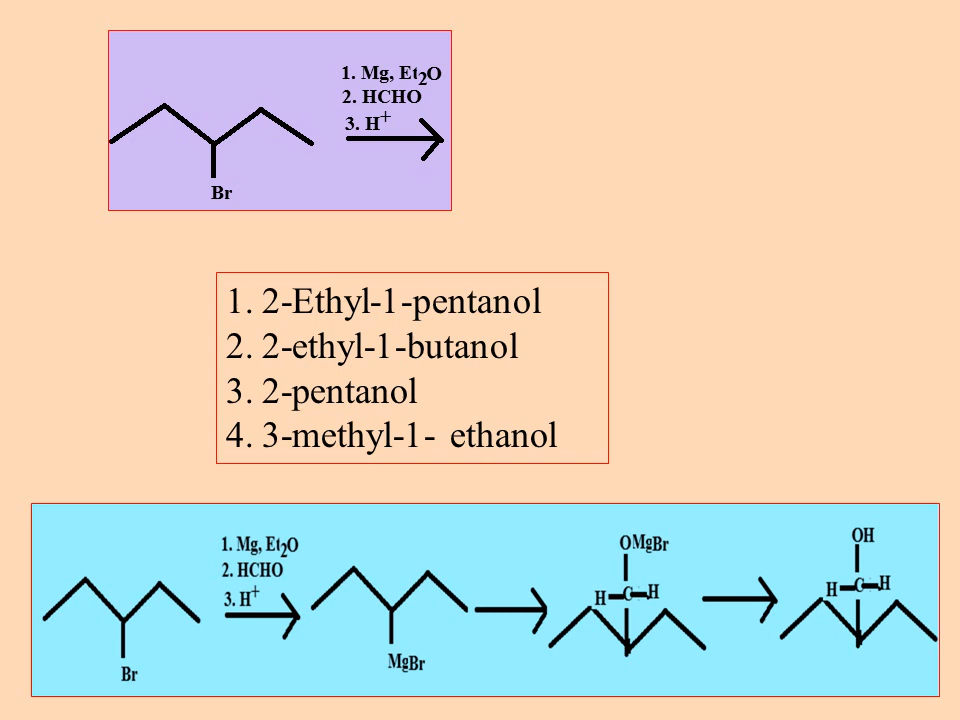 1. Mg, Et2O
2. HCHO
3. H+
Br
1. 2-Ethyl-1-pentanol
2. 2-ethyl-1-butanol
3. 2-pentanol
4. 3-methyl-1- ethanol
1. Mg, Et2O
2. HCHO
3. H+
Br
MgBr
OMgBr
H C H
OH
H C H